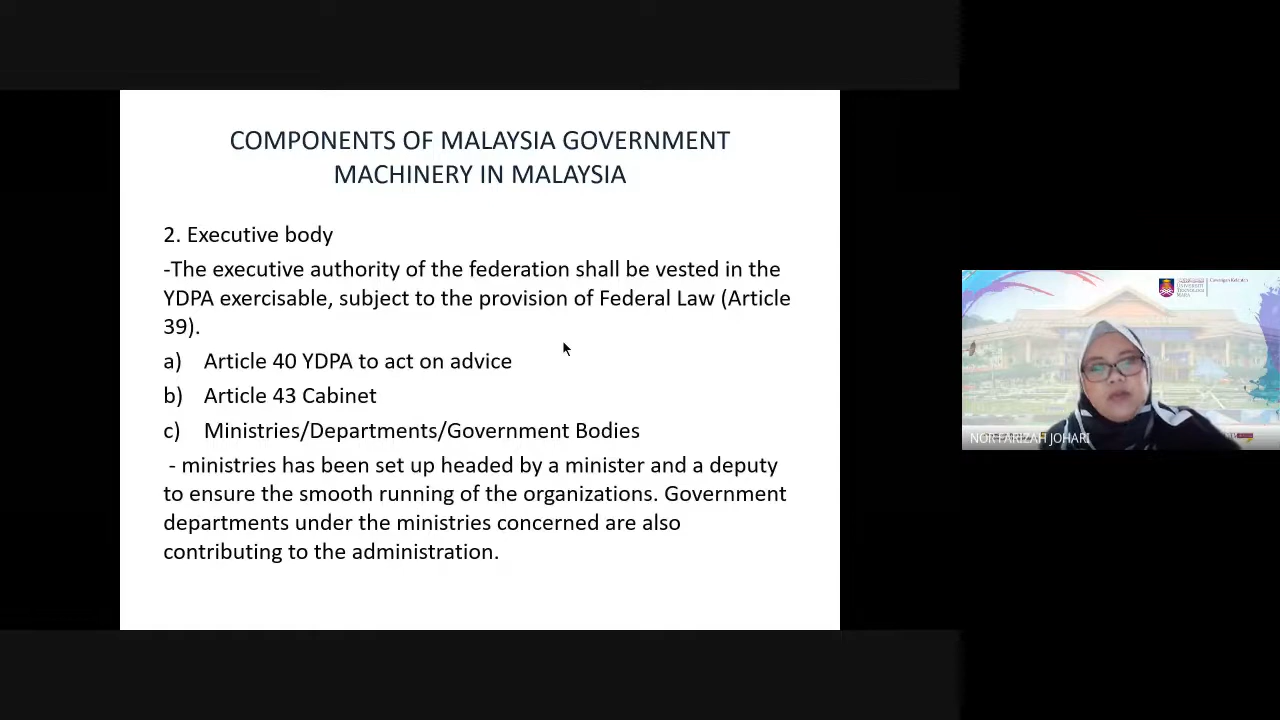 COMPONENTS OF MALAYSIA GOVERNMENT
MACHINERY IN MALAYSIA
2. Executive body
-The executive authority of the federation shall be vested in the
YDPA exercisable, subject to the provision of Federal Law (Article
39).
a) Article 40 YDPA to act on advice
b) Article 43 Cabinet
c) Ministries/Departments/Government Bodies
- ministries has been set up headed by a minister and a deputy
to ensure the smooth running of the organizations. Government
departments under the ministries concerned are also
contributing to the administration.
UNIVERSITI
TEKNOLOGI
MARA
NOR FARIZAH JOHARI